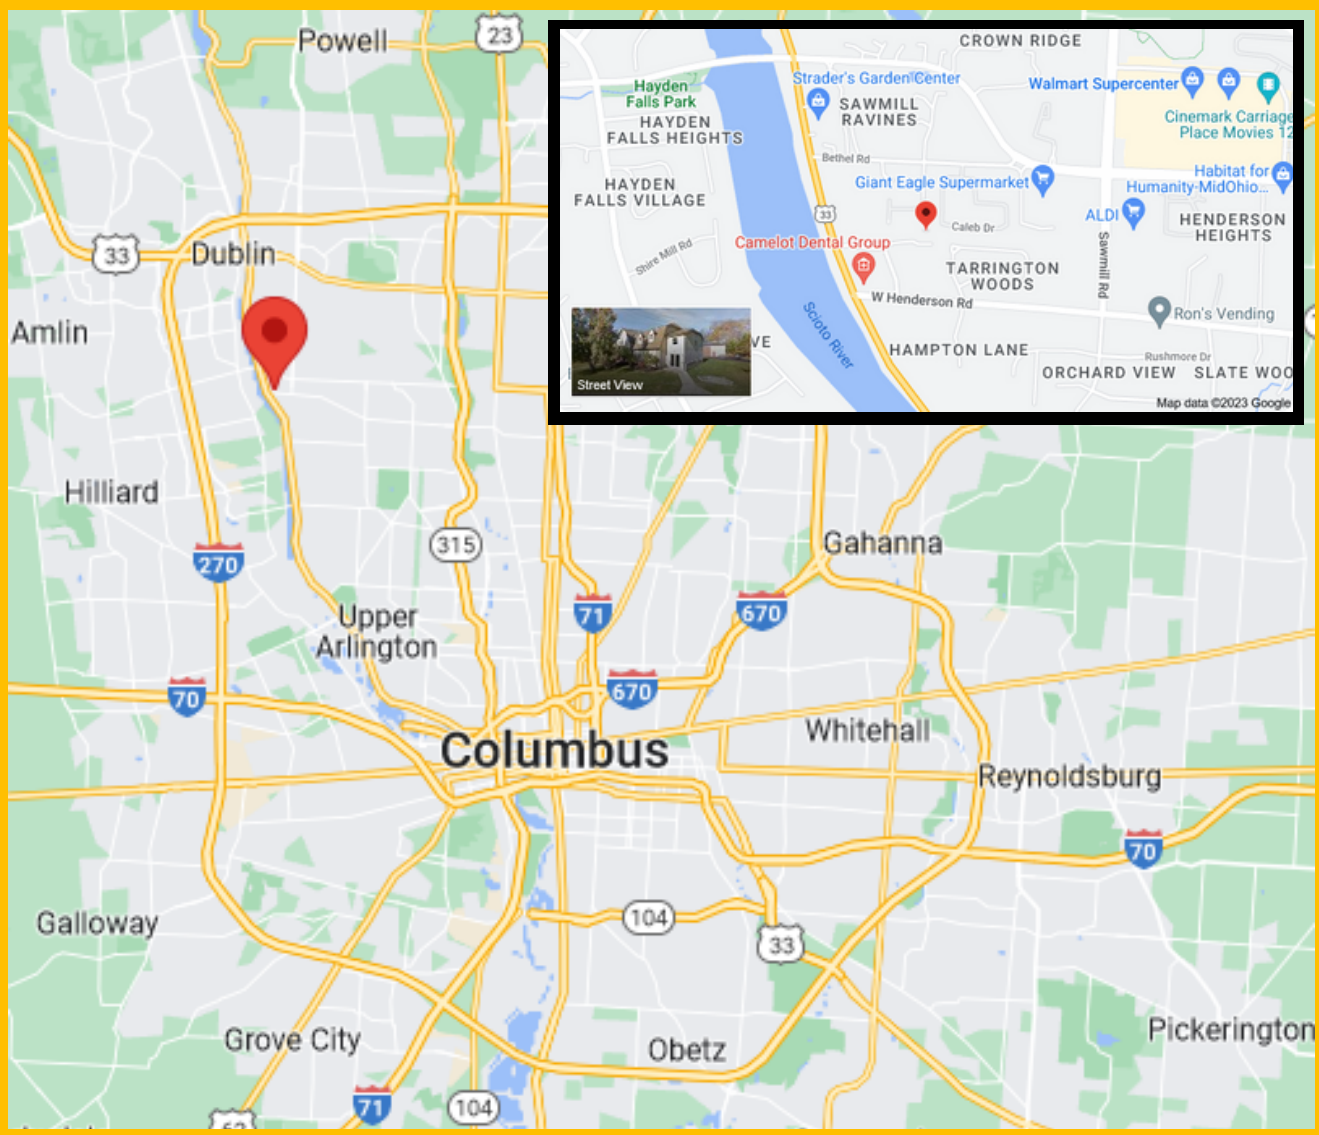 Powell
23
CROWN RIDGE
Hayden
Falls Park
Strader's Garden Center
Walmart Supercenter
SAWMILL
RAVINES
HAYDEN
FALLS HEIGHTS
Cinemark Carriage
Place Movies 12
Bethel Rd
Giant Eagle Supermarket
Habitat for
Humanity-MidOhio...
HAYDEN
FALLS VILLAGE
33
ALDI
HENDERSON
HEIGHTS
Caleb Dr
Camelot Dental Group
Shire Mill Rd
Sawmill Rd
TARRINGTON
WOODS
W Henderson Rd
Scioto River
Ron's Vending
VE
HAMPTON LANE
Rushmore Dr
ORCHARD VIEW
SLATE WOO
Street View
Map data ©2023 Google
33
Dublin
Amlin
Hilliard
270
315
Gahanna
71
670
Upper
Arlington
70
670
Columbus
Whitehall
Reynoldsburg
70
Galloway
104
33
Grove City
Obetz
Pickerington
71
104